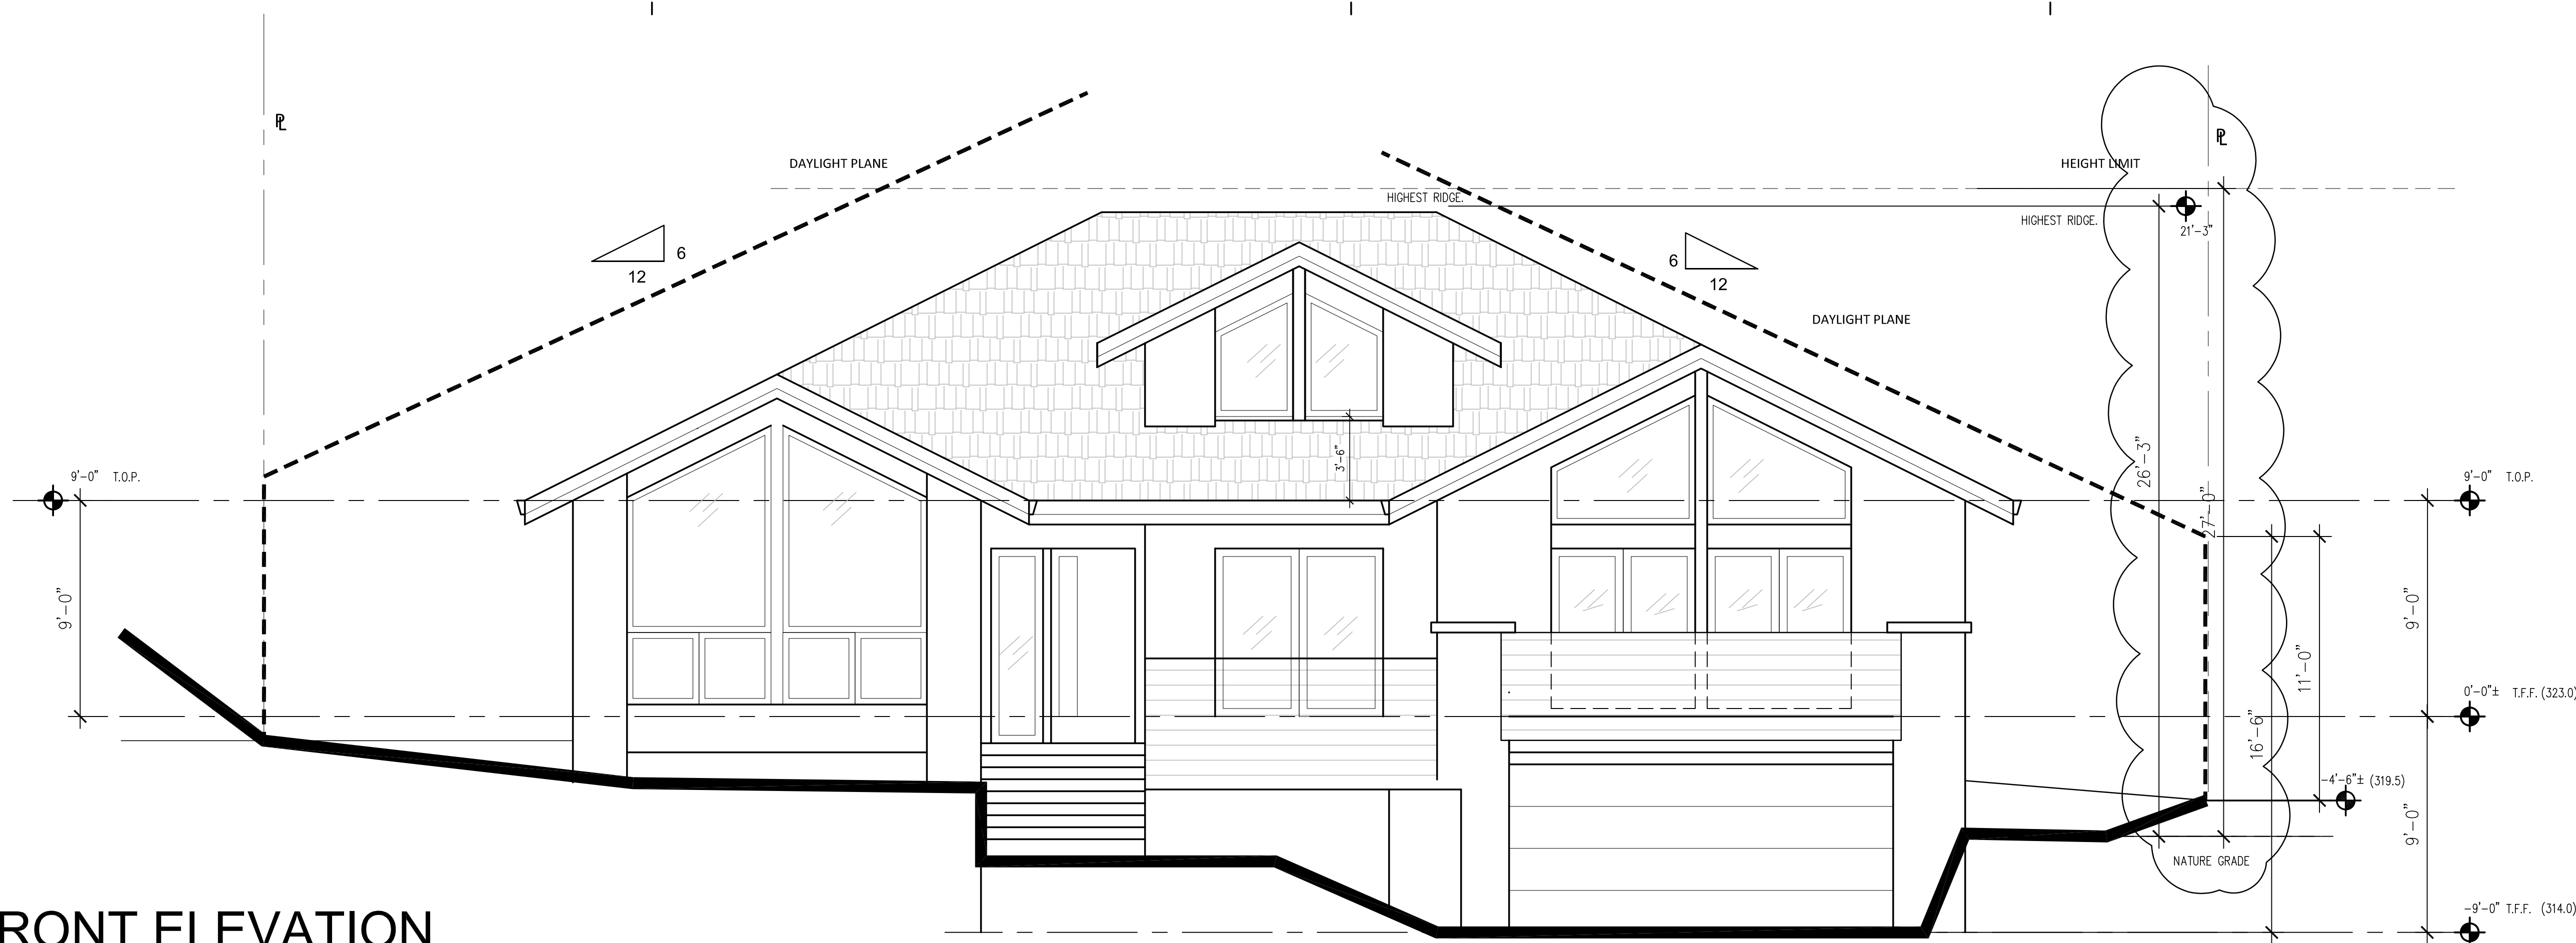 PL
PL
DAYLIGHT PLANE
HEIGHT LIMIT
HIGHEST RIDGE.
HIGHEST RIDGE.
21'-3"
6
12
6
12
DAYLIGHT PLANE
3'-6"
26'-3"
27'-0"
9'-0" T.O.P.
9'-0" T.O.P.
9'-0"
9'-0"
11'-0"
16'-6"
0'-0"± T.F.F. (323.0)
-4'-6"± (319.5)
9'-0"
NATURE GRADE
-9'-0" T.F.F. (314.0)
RONT ELEVATION